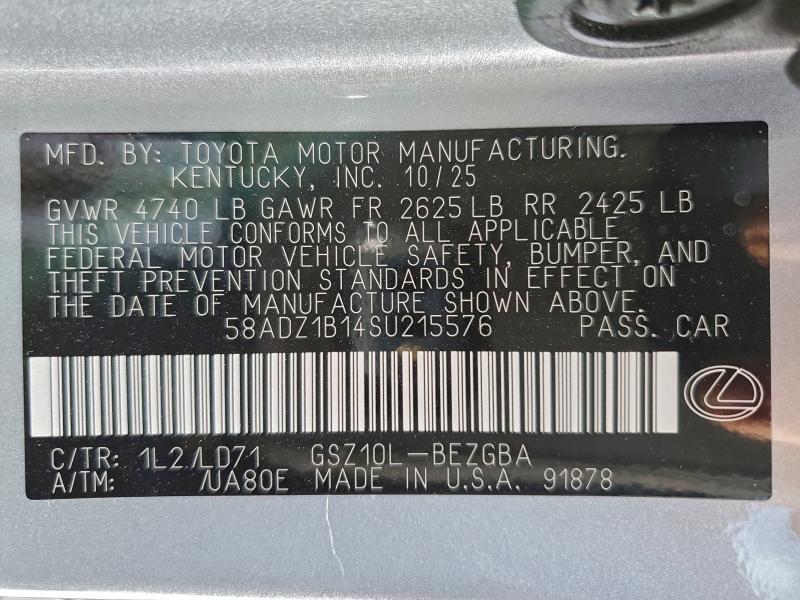 MFD. BY: TOYOTA MOTOR MANUFACTURING.
KENTUCKY, INC. 10/25
GVWR 4740 LB GAWR FR 2625 LB RR 2425 LB
THIS VEHICLE CONFORMS TO ALL APPLICABLE
FEDERAL MOTOR VEHICLE SAFETY, BUMPER, AND
THEFT PREVENTION STANDARDS IN EFFECT ON
THE DATE OF MANUFACTURE SHOWN ABOVE.
58ADZ1B14SU215576 PASS. CAR
C/TR: 1L2/LD71 GSZ10L-BEZGBA
A/TM: /UA80E MADE IN U.S.A. 91878